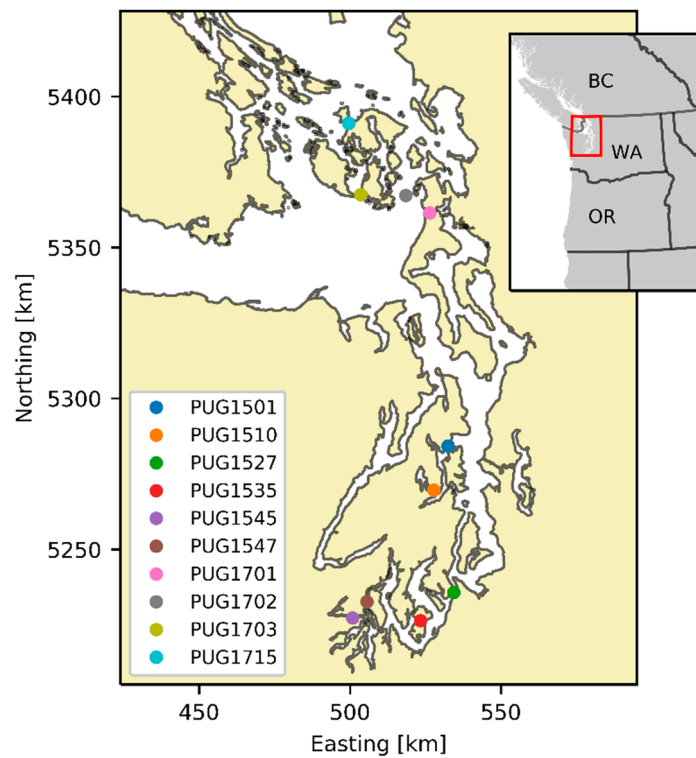 5400
5350
5300
5250
Northing [km]
BC
WA
OR
PUG1501
PUG1510
PUG1527
PUG1535
PUG1545
PUG1547
PUG1701
PUG1702
PUG1703
PUG1715
450 500 550
Easting [km]